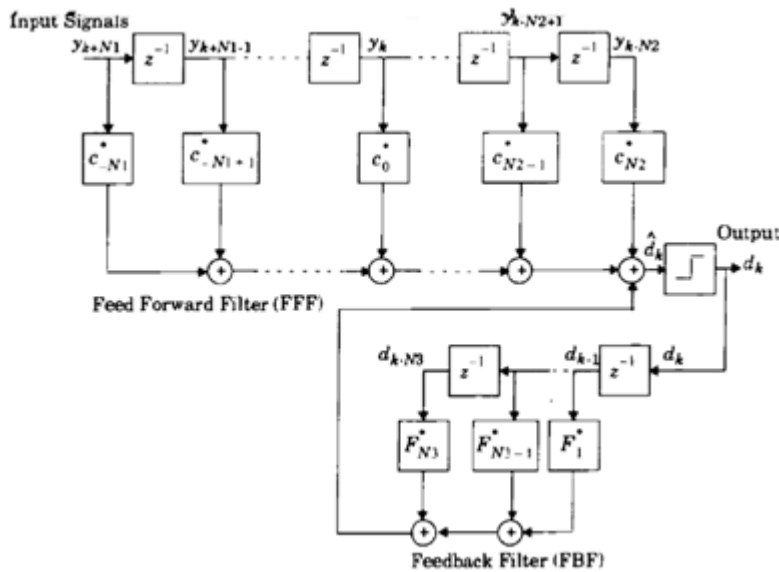 Input Signals
y_{k+N1} z^{-1} y_{k+N1-1} z^{-1} y_k z^{-1} y_{k-N2+1} z^{-1} y_{k-N2}
c^*_{-N1} c^*_{-N1+1} c^*_0 c^*_{N2-1} c^*_{N2}
Output
+ + + + \hat{d}_k d_k
Feed Forward Filter (FFF)
d_{k-N3} z^{-1} d_{k-1} z^{-1} d_k
F^*_{N3} F^*_{N3-1} F^*_1
+ +
Feedback Filter (FBF)